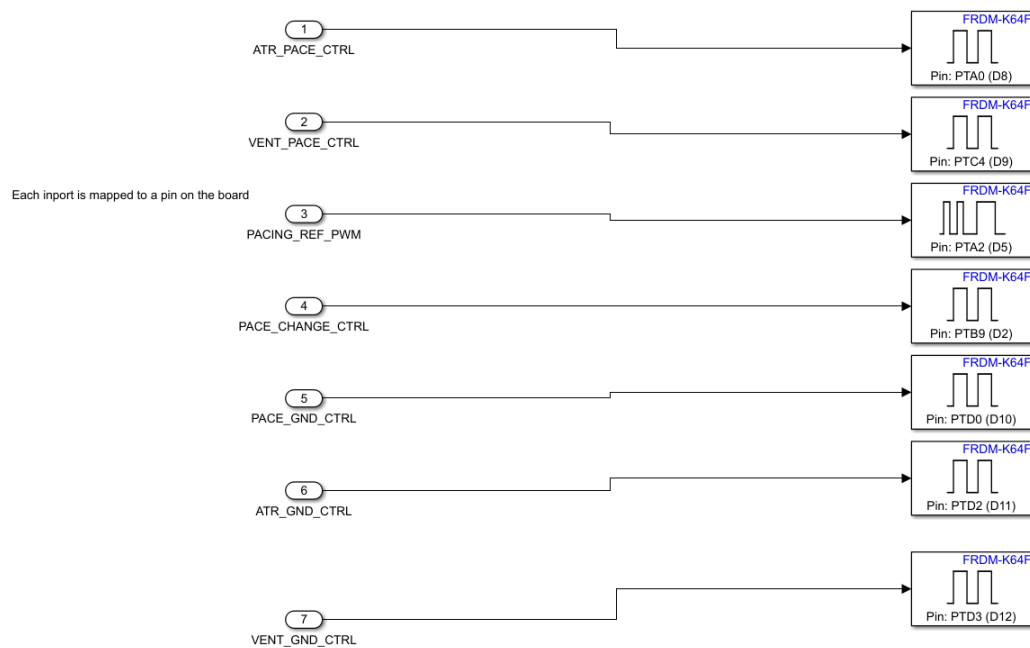 FRDM-K64F
1
ATR_PACE_CTRL
Pin: PTA0 (D8)
FRDM-K64F
2
VENT_PACE_CTRL
Pin: PTC4 (D9)
Each inport is mapped to a pin on the board
FRDM-K64F
3
PACING_REF_PWM
Pin: PTA2 (D5)
FRDM-K64F
4
PACE_CHANGE_CTRL
Pin: PTB9 (D2)
FRDM-K64F
5
PACE_GND_CTRL
Pin: PTD0 (D10)
FRDM-K64F
6
ATR_GND_CTRL
Pin: PTD2 (D11)
FRDM-K64F
7
VENT_GND_CTRL
Pin: PTD3 (D12)